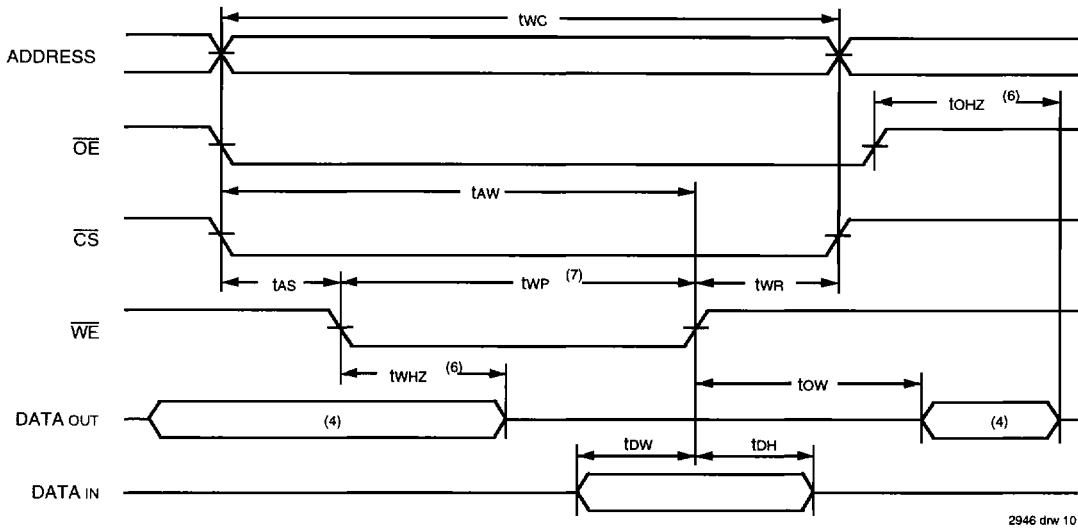 tWC
ADDRESS
tOHZ (6)
OE
tAW
CS
tAS
tWP (7)
tWR
WE
tWHZ (6)
tOW
DATA OUT
(4)
(4)
tDW
tDH
DATA IN
2946 drw 10